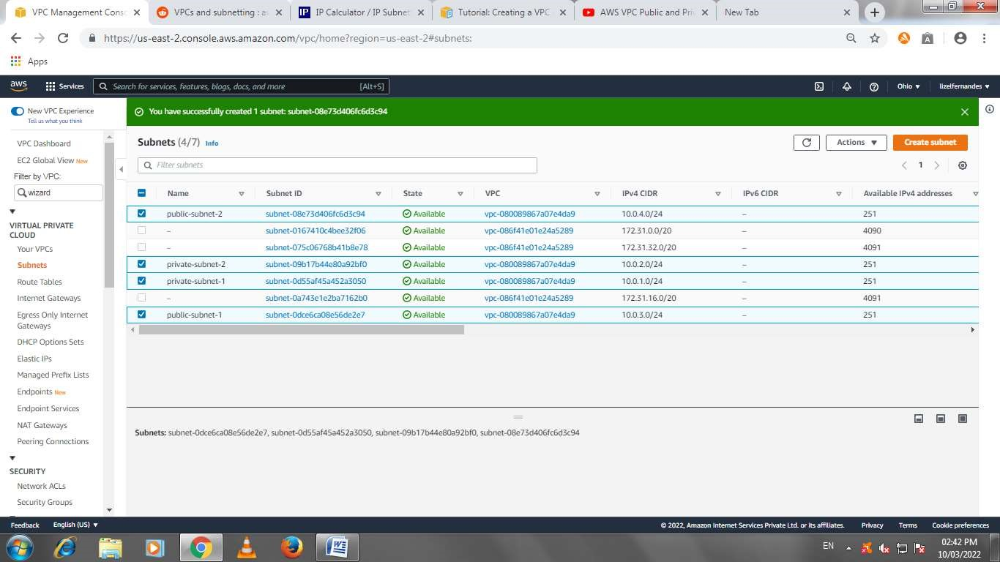 VPC Management Conso
VPCs and subnetting : a
IP Calculator / IP Subnet
Tutorial: Creating a VPC
AWS VPC Public and Priv
New Tab
https://us-east-2.console.aws.amazon.com/vpc/home?region=us-east-2#subnets:
Apps
aws
Services
Search for services, features, blogs, docs, and more
[Alt+S]
Ohio
lizelfernandes
New VPC Experience
Tell us what you think
You have successfully created 1 subnet: subnet-08e73d406fc6d3c94
VPC Dashboard
EC2 Global View New
Filter by VPC:
wizard
VIRTUAL PRIVATE
CLOUD
Your VPCs
Subnets
Route Tables
Internet Gateways
Egress Only Internet
Gateways
DHCP Option Sets
Elastic IPs
Managed Prefix Lists
Endpoints New
Endpoint Services
NAT Gateways
Peering Connections
SECURITY
Network ACLs
Security Groups
Subnets (4/7) Info
Actions
Create subnet
Filter subnets
1
Name Subnet ID State VPC IPv4 CIDR IPv6 CIDR Available IPv4 addresses
public-subnet-2 subnet-08e73d406fc6d3c94 Available vpc-080089867a07e4da9 10.0.4.0/24 – 251
– subnet-0167410c4bee32f06 Available vpc-086f41e01e24a5289 172.31.0.0/20 – 4090
– subnet-075c06768b41b8e78 Available vpc-086f41e01e24a5289 172.31.32.0/20 – 4091
private-subnet-2 subnet-09b17b44e80a92bf0 Available vpc-080089867a07e4da9 10.0.2.0/24 – 251
private-subnet-1 subnet-0d55af45a452a3050 Available vpc-080089867a07e4da9 10.0.1.0/24 – 251
– subnet-0a743e1e2ba7162b0 Available vpc-086f41e01e24a5289 172.31.16.0/20 – 4091
public-subnet-1 subnet-0dce6ca08e56de2e7 Available vpc-080089867a07e4da9 10.0.3.0/24 – 251
Subnets: subnet-0dce6ca08e56de2e7, subnet-0d55af45a452a3050, subnet-09b17b44e80a92bf0, subnet-08e73d406fc6d3c94
Feedback
English (US)
© 2022, Amazon Internet Services Private Ltd. or its affiliates.
Privacy
Terms
Cookie preferences
EN
02:42 PM
10/03/2022